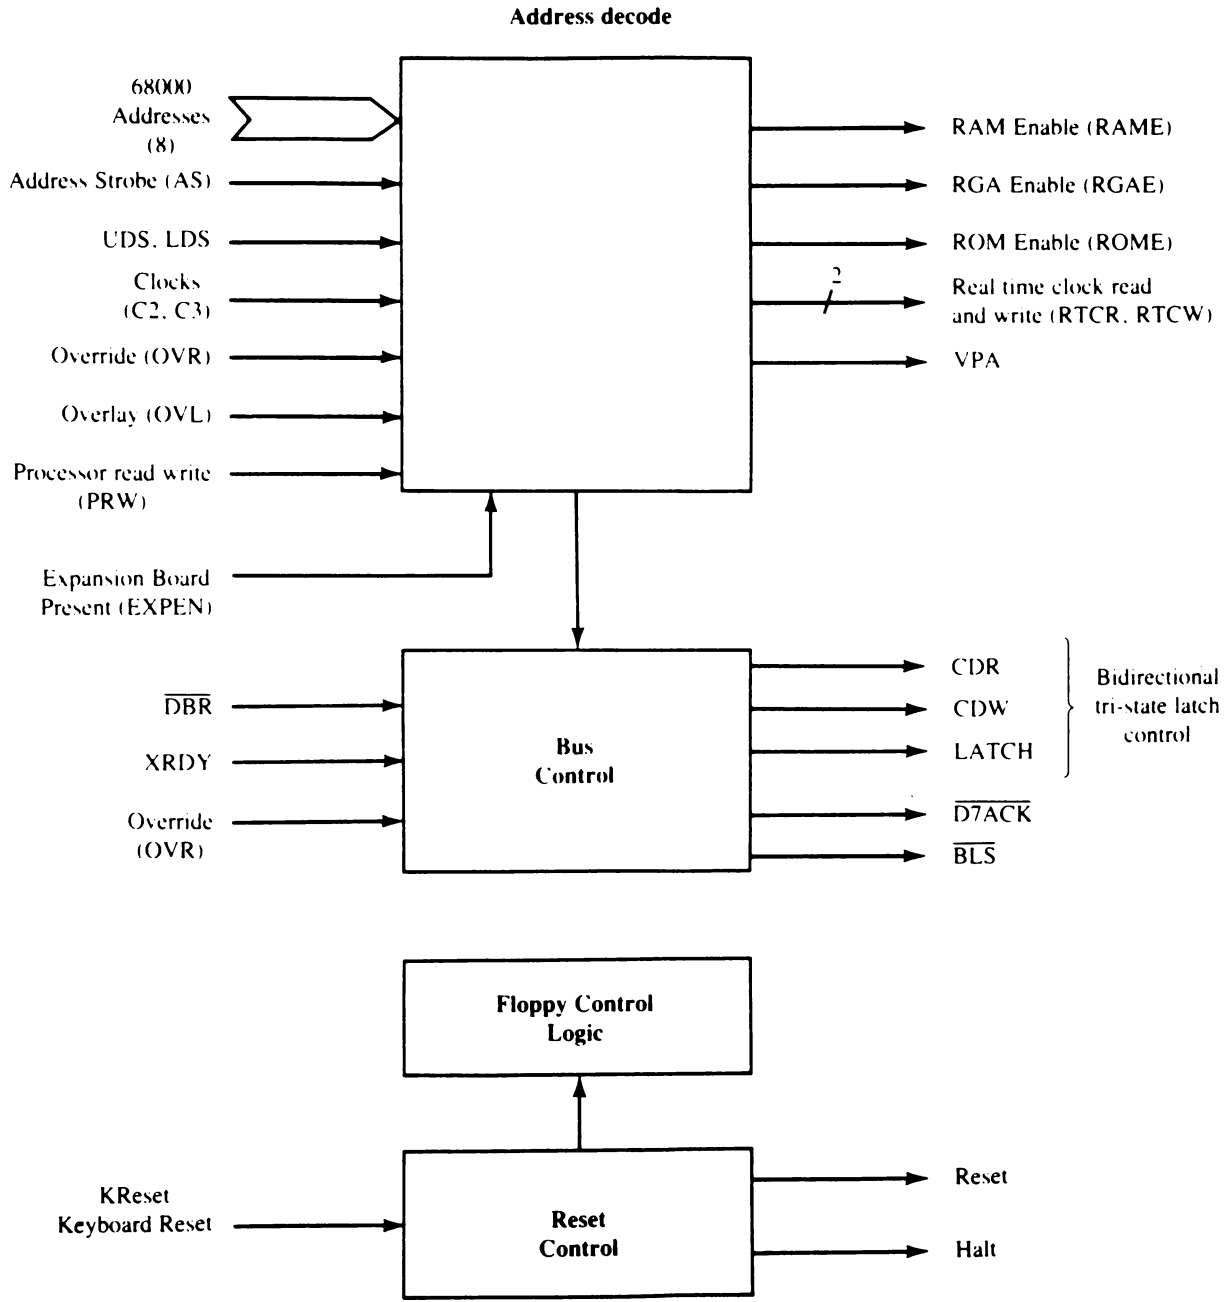 Address decode
68000
Addresses
(8)
Address Strobe (AS)
UDS, LDS
Clocks
(C2, C3)
Override (OVR)
Overlay (OVL)
Processor read write
(PRW)
Expansion Board
Present (EXPEN)
RAM Enable (RAME)
RGA Enable (RGAE)
ROM Enable (ROME)
2
Real time clock read
and write (RTCR, RTCW)
VPA
D̅B̅R̅
XRDY
Override
(OVR)
Bus
Control
CDR
CDW
LATCH
Bidirectional
tri-state latch
control
D̅7̅A̅C̅K̅
B̅L̅S̅
Floppy Control
Logic
KReset
Keyboard Reset
Reset
Control
Reset
Halt